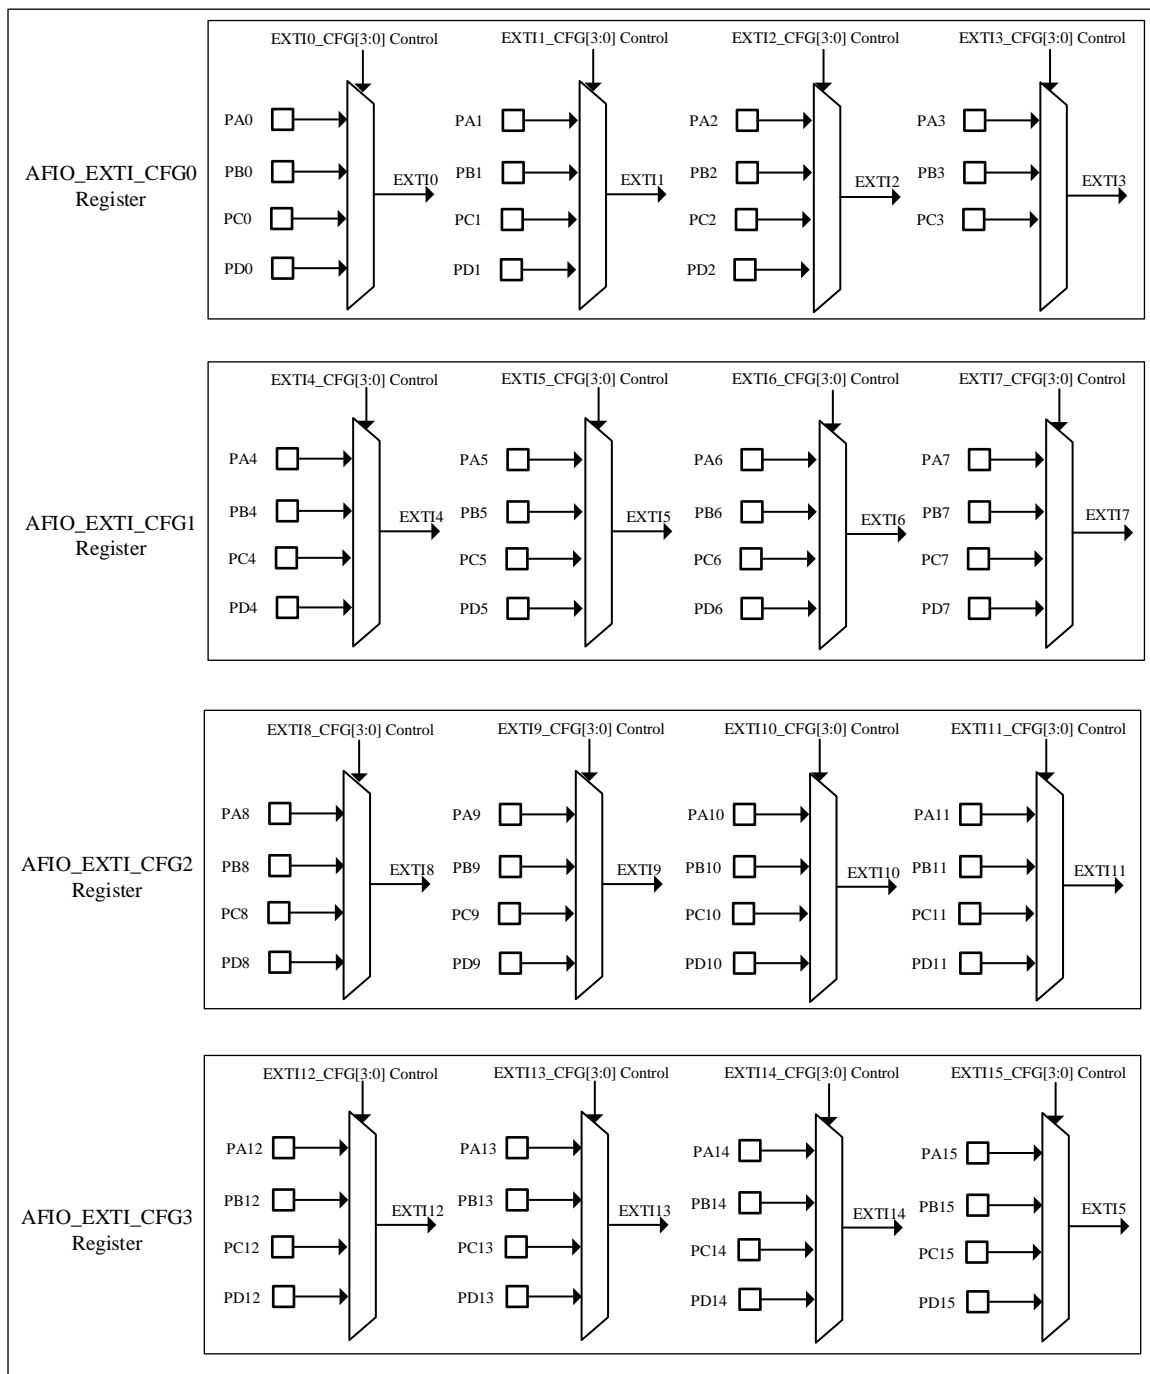 EXTI0_CFG[3:0] Control
EXTI1_CFG[3:0] Control
EXTI2_CFG[3:0] Control
EXTI3_CFG[3:0] Control
AFIO_EXTI_CFG0
Register
PA0
PB0
PC0
PD0
EXTI0
PA1
PB1
PC1
PD1
EXTI1
PA2
PB2
PC2
PD2
EXTI2
PA3
PB3
PC3
EXTI3
EXTI4_CFG[3:0] Control
EXTI5_CFG[3:0] Control
EXTI6_CFG[3:0] Control
EXTI7_CFG[3:0] Control
AFIO_EXTI_CFG1
Register
PA4
PB4
PC4
PD4
EXTI4
PA5
PB5
PC5
PD5
EXTI5
PA6
PB6
PC6
PD6
EXTI6
PA7
PB7
PC7
PD7
EXTI7
EXTI8_CFG[3:0] Control
EXTI9_CFG[3:0] Control
EXTI10_CFG[3:0] Control
EXTI11_CFG[3:0] Control
AFIO_EXTI_CFG2
Register
PA8
PB8
PC8
PD8
EXTI8
PA9
PB9
PC9
PD9
EXTI9
PA10
PB10
PC10
PD10
EXTI10
PA11
PB11
PC11
PD11
EXTI11
EXTI12_CFG[3:0] Control
EXTI13_CFG[3:0] Control
EXTI14_CFG[3:0] Control
EXTI15_CFG[3:0] Control
AFIO_EXTI_CFG3
Register
PA12
PB12
PC12
PD12
EXTI12
PA13
PB13
PC13
PD13
EXTI13
PA14
PB14
PC14
PD14
EXTI14
PA15
PB15
PC15
PD15
EXTI5